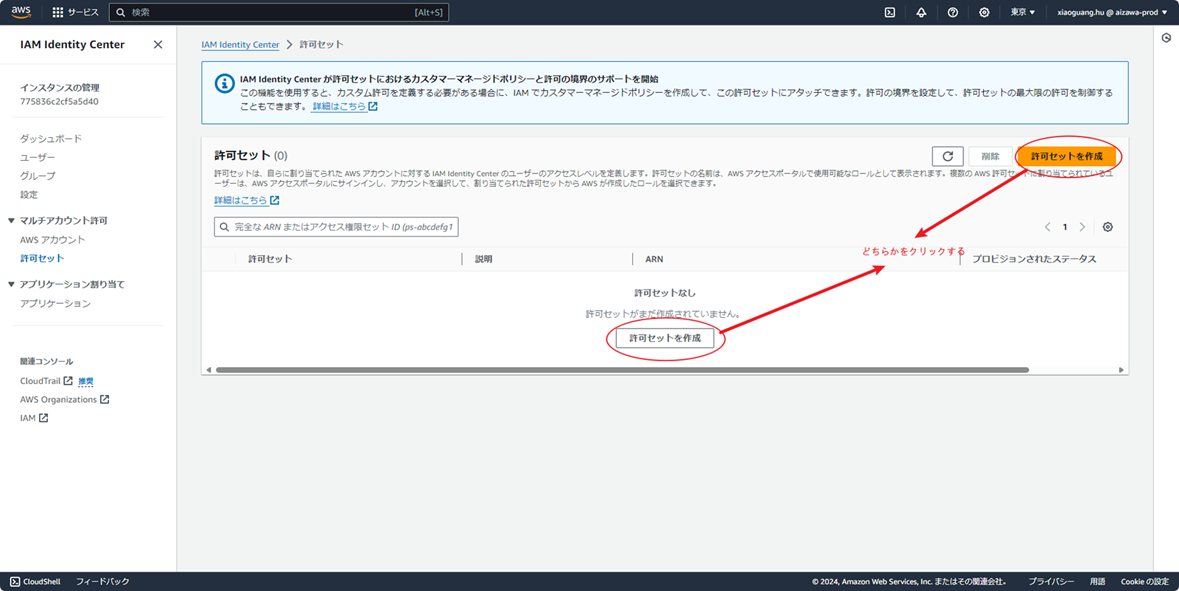 aws サービス 検索 [Alt+S] 東京 xiaoguang.hu @ aizawa-prod
IAM Identity Center
インスタンスの管理
775836c2cf5a5d40
ダッシュボード
ユーザー
グループ
設定
マルチアカウント許可
AWS アカウント
許可セット
アプリケーション割り当て
アプリケーション
関連コンソール
CloudTrail 推奨
AWS Organizations
IAM
IAM Identity Center 許可セット
IAM Identity Center が許可セットにおけるカスタマーマネージドポリシーと許可の境界のサポートを開始
この機能を使用すると、カスタム許可を定義する必要がある場合に、IAM でカスタマーマネージドポリシーを作成して、この許可セットにアタッチできます。許可の境界を設定して、許可セットの最大限の許可を制御する
こともできます。 詳細はこちら
許可セット (0) 削除 許可セットを作成
許可セットは、自らに割り当てられた AWS アカウントに対する IAM Identity Center のユーザーのアクセスレベルを定義します。許可セットの名前は、AWS アクセスポータルで使用可能なロールとして表示されます。複数の AWS 許可セットに割り当てられているユ
ーザーは、AWS アクセスポータルにサインインし、アカウントを選択して、割り当てられた許可セットから AWS が作成したロールを選択できます。
詳細はこちら
完全な ARN またはアクセス権限セット ID (ps-abcdefg1 1
どちらかをクリックする
許可セット 説明 ARN プロビジョンされたステータス
許可セットなし
許可セットがまだ作成されていません。
許可セットを作成
CloudShell フィードバック © 2024, Amazon Web Services, Inc. またはその関連会社。 プライバシー 用語 Cookie の設定